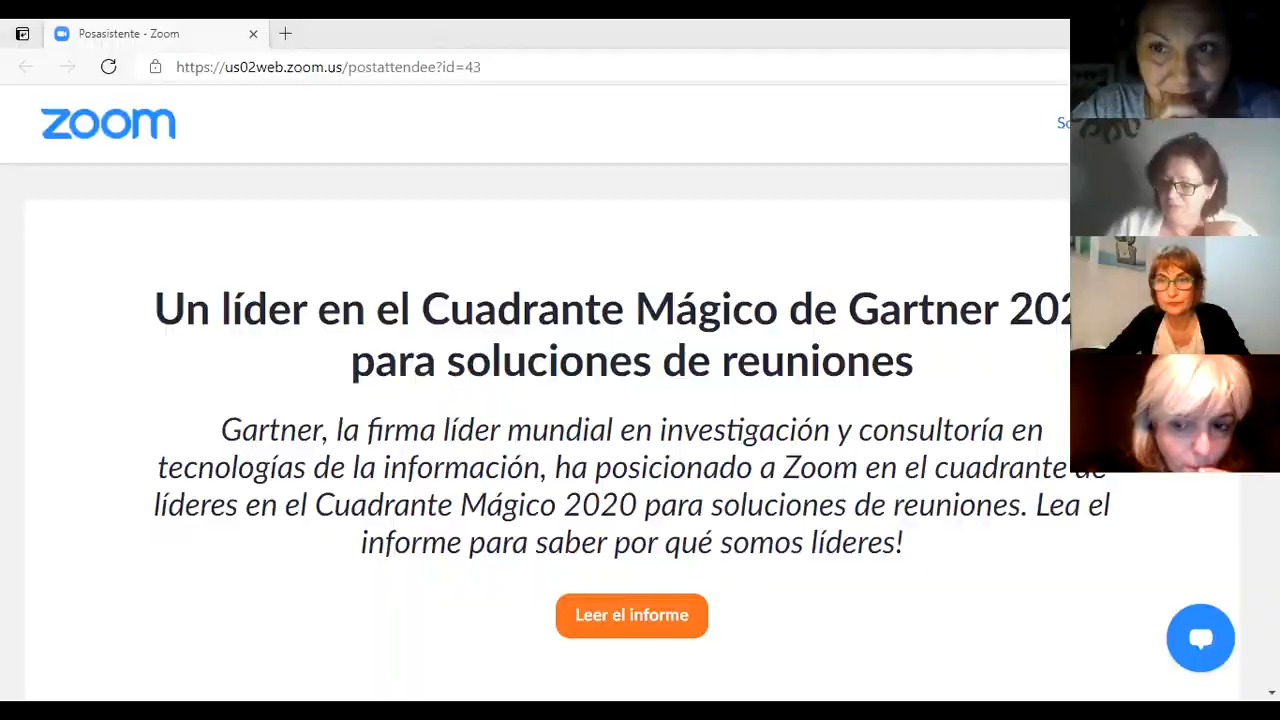 Posasistente - Zoom
https://us02web.zoom.us/postattendee?id=43
zoom
Un líder en el Cuadrante Mágico de Gartner
para soluciones de reuniones
Gartner, la firma líder mundial en investigación y consultoría en
tecnologías de la información, ha posicionado a Zoom en el cuadrante de
líderes en el Cuadrante Mágico 2020 para soluciones de reuniones. Lea el
informe para saber por qué somos líderes!
Leer el informe